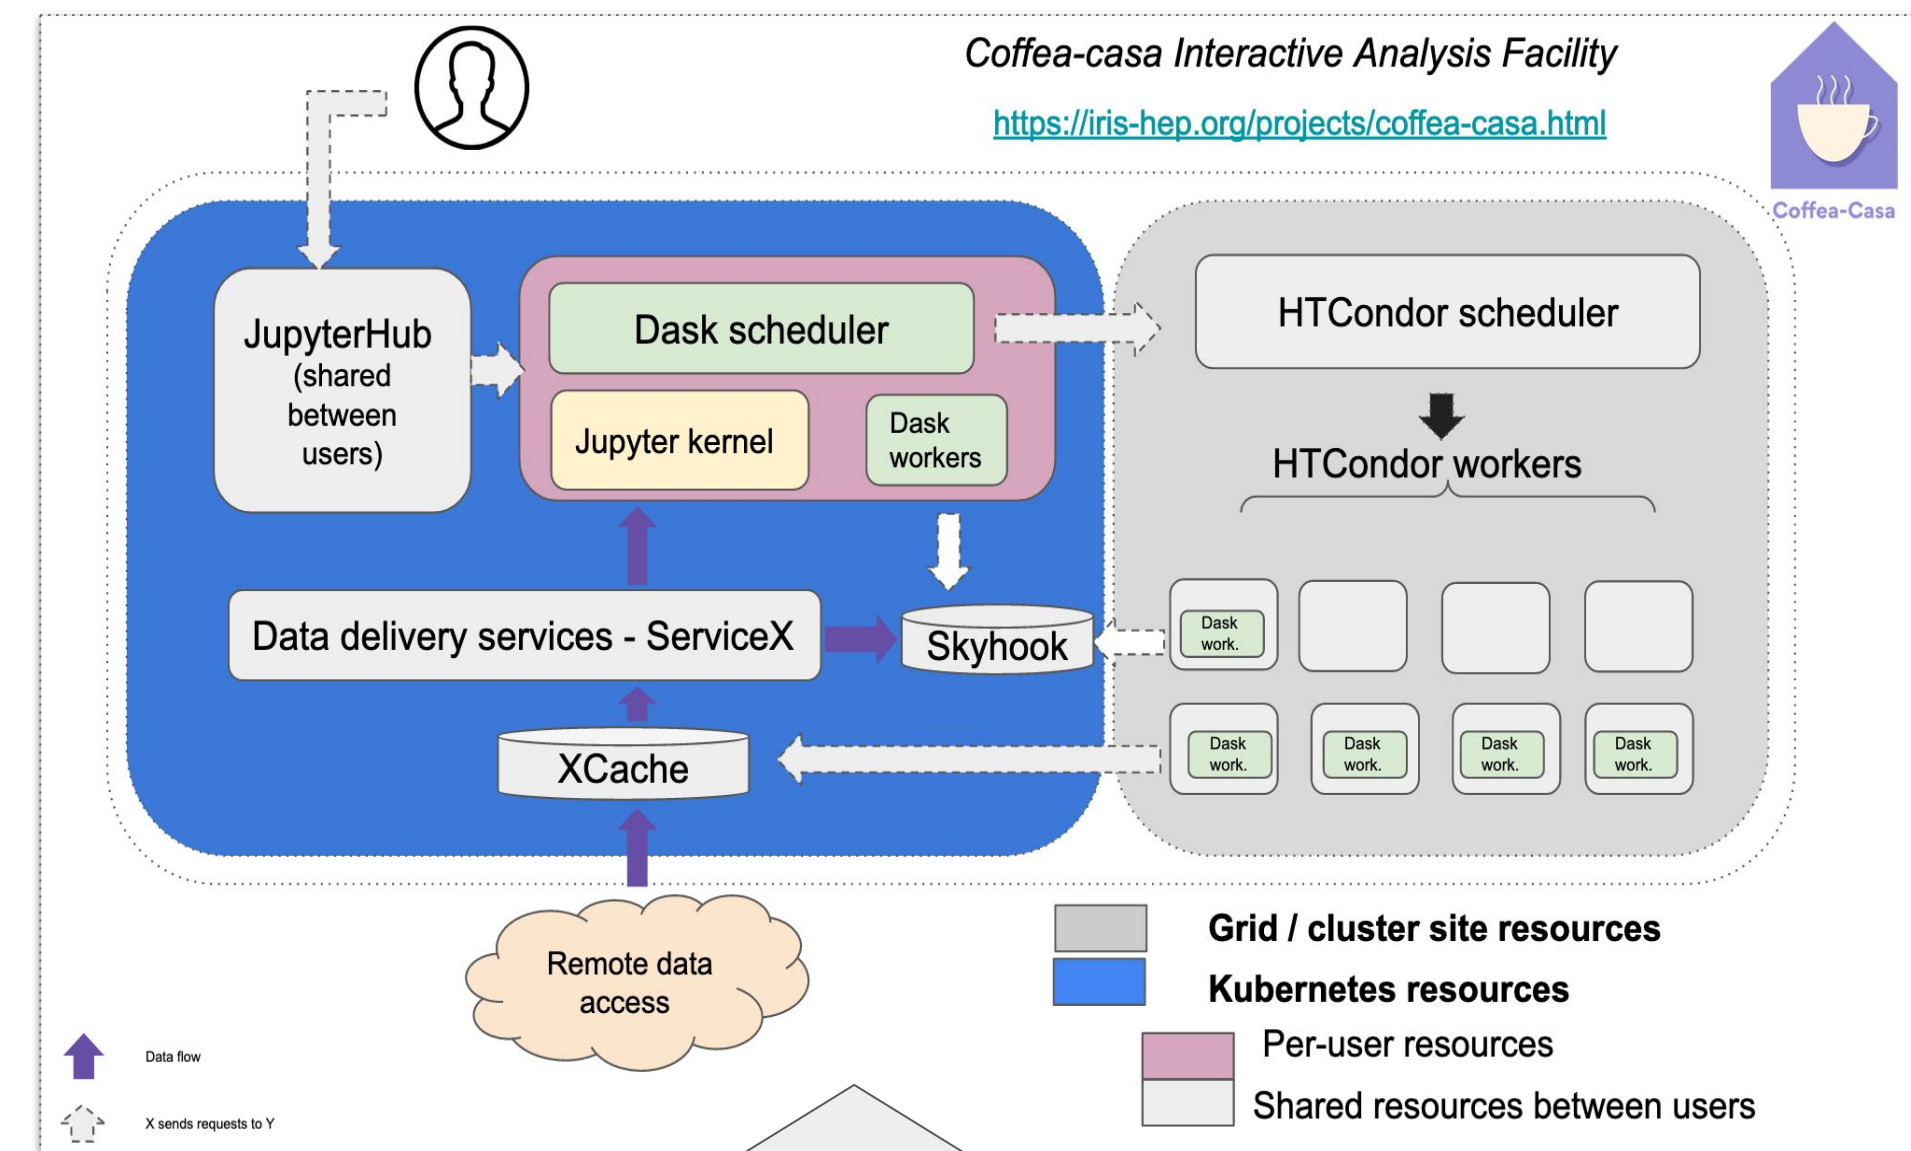 Coffea-casa Interactive Analysis Facility
https://iris-hep.org/projects/coffea-casa.html
Coffea-Casa
JupyterHub
(shared
between
users)
Dask scheduler
Jupyter kernel
Dask
workers
HTCondor scheduler
HTCondor workers
Data delivery services - ServiceX
Skyhook
XCache
Dask
work.
Dask
work.
Dask
work.
Dask
work.
Dask
work.
Remote data
access
Grid / cluster site resources
Kubernetes resources
Per-user resources
Shared resources between users
Data flow
X sends requests to Y